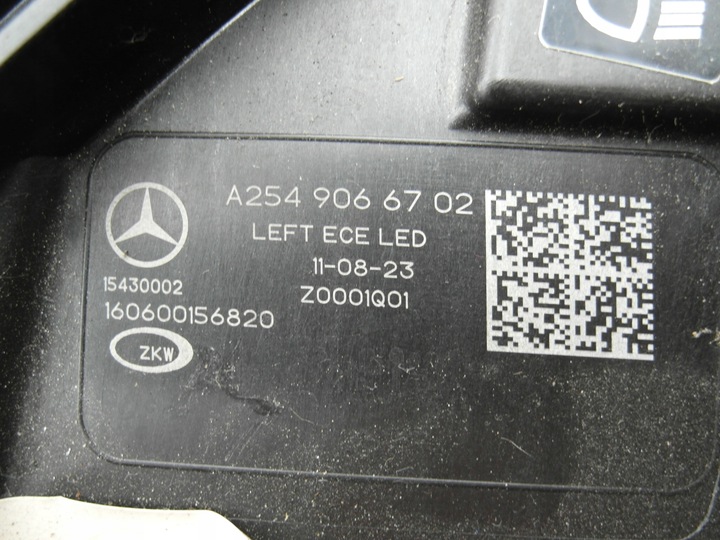 A254 906 67 02
LEFT ECE LED
11-08-23
15430002
Z0001Q01
160600156820
ZKW